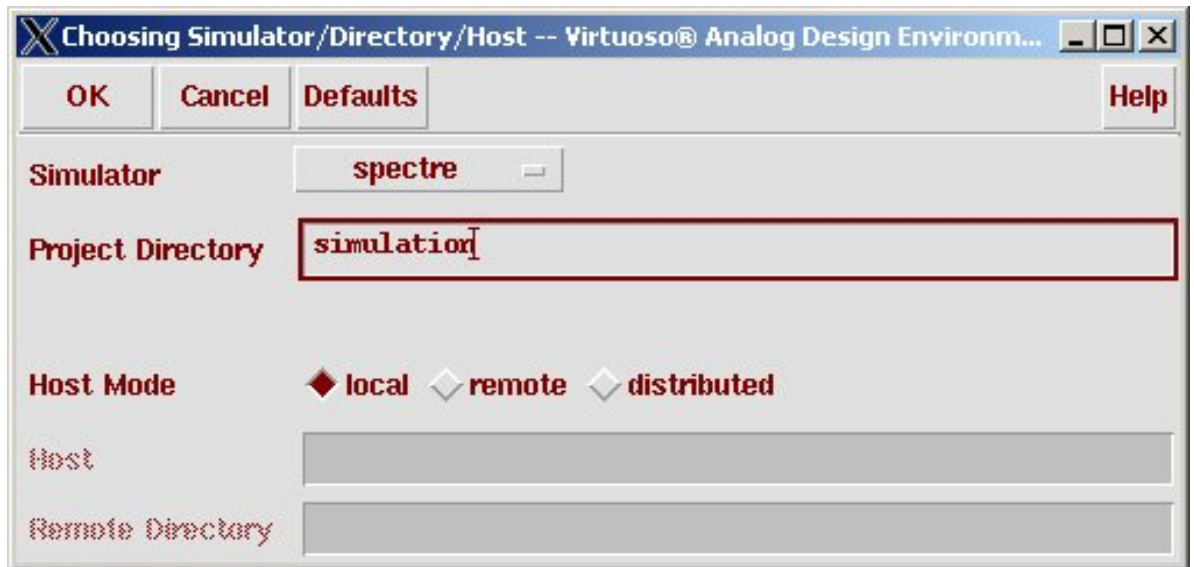 Choosing Simulator/Directory/Host -- Virtuoso® Analog Design Environm...
OK Cancel Defaults Help
Simulator spectre
Project Directory simulation
Host Mode local remote distributed
Host
Remote Directory